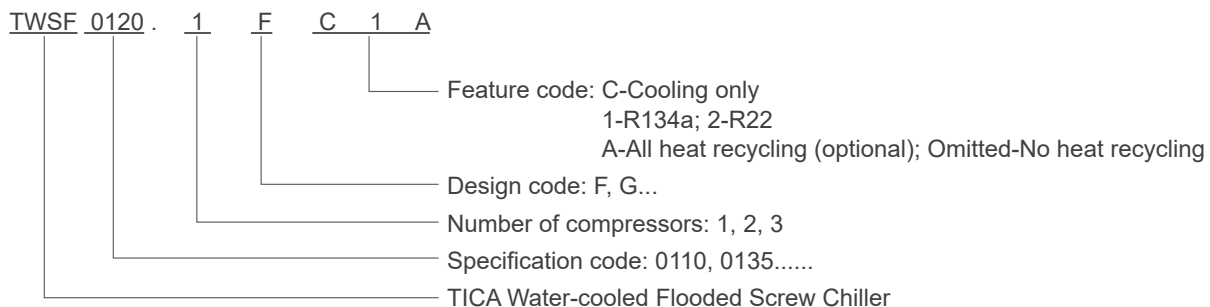 TWSF 0120 . 1 F C 1 A
Feature code: C-Cooling only
1-R134a; 2-R22
A-All heat recycling (optional); Omitted-No heat recycling
Design code: F, G...
Number of compressors: 1, 2, 3
Specification code: 0110, 0135......
TICA Water-cooled Flooded Screw Chiller